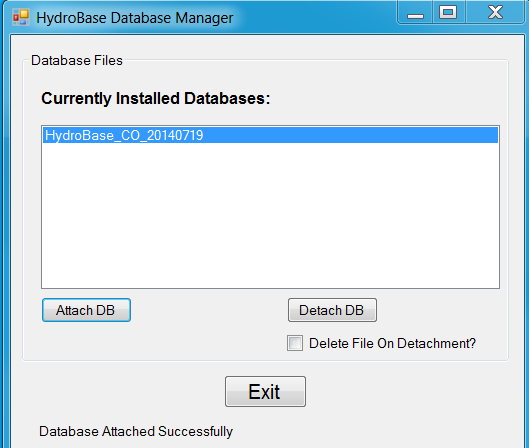 HydroBase Database Manager
Database Files
Currently Installed Databases:
HydroBase_CO_20140719
Attach DB
Detach DB
Delete File On Detachment?
Exit
Database Attached Successfully